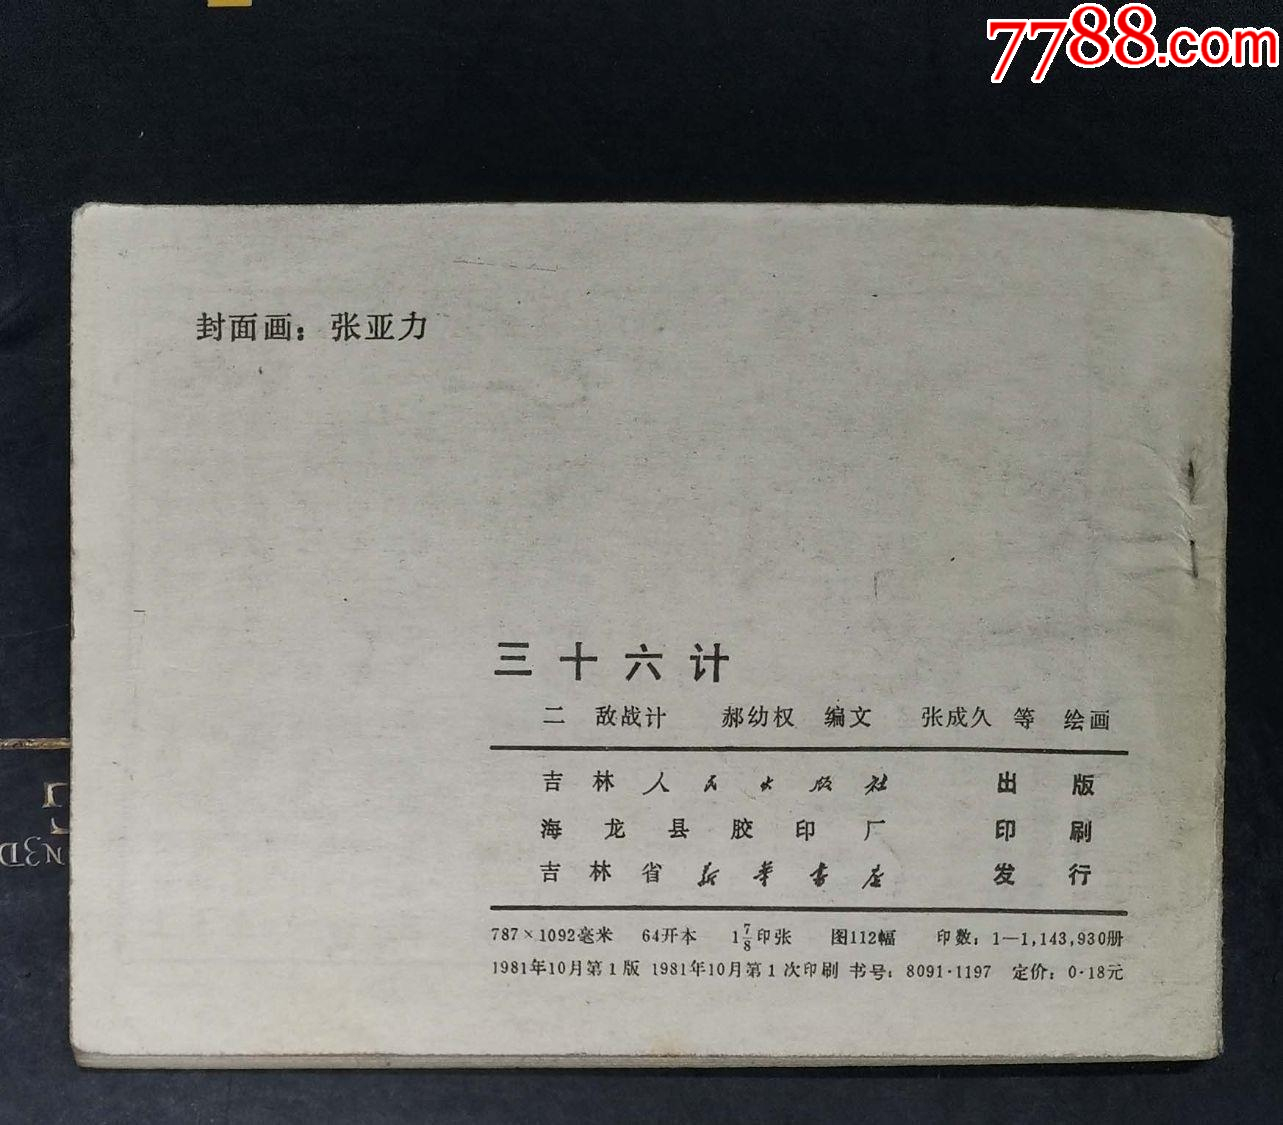 7788.com
封面画：张亚力
三十六计
二 敌战计 郝幼权 编文 张成久 等 绘画
吉林人民出版社 出版
海龙县胶印厂 印刷
吉林省新华书店 发行
787×1092毫米 64开本 1 7/8印张 图112幅 印数：1—1,143,930册
1981年10月第1版 1981年10月第1次印刷 书号：8091·1197 定价：0·18元